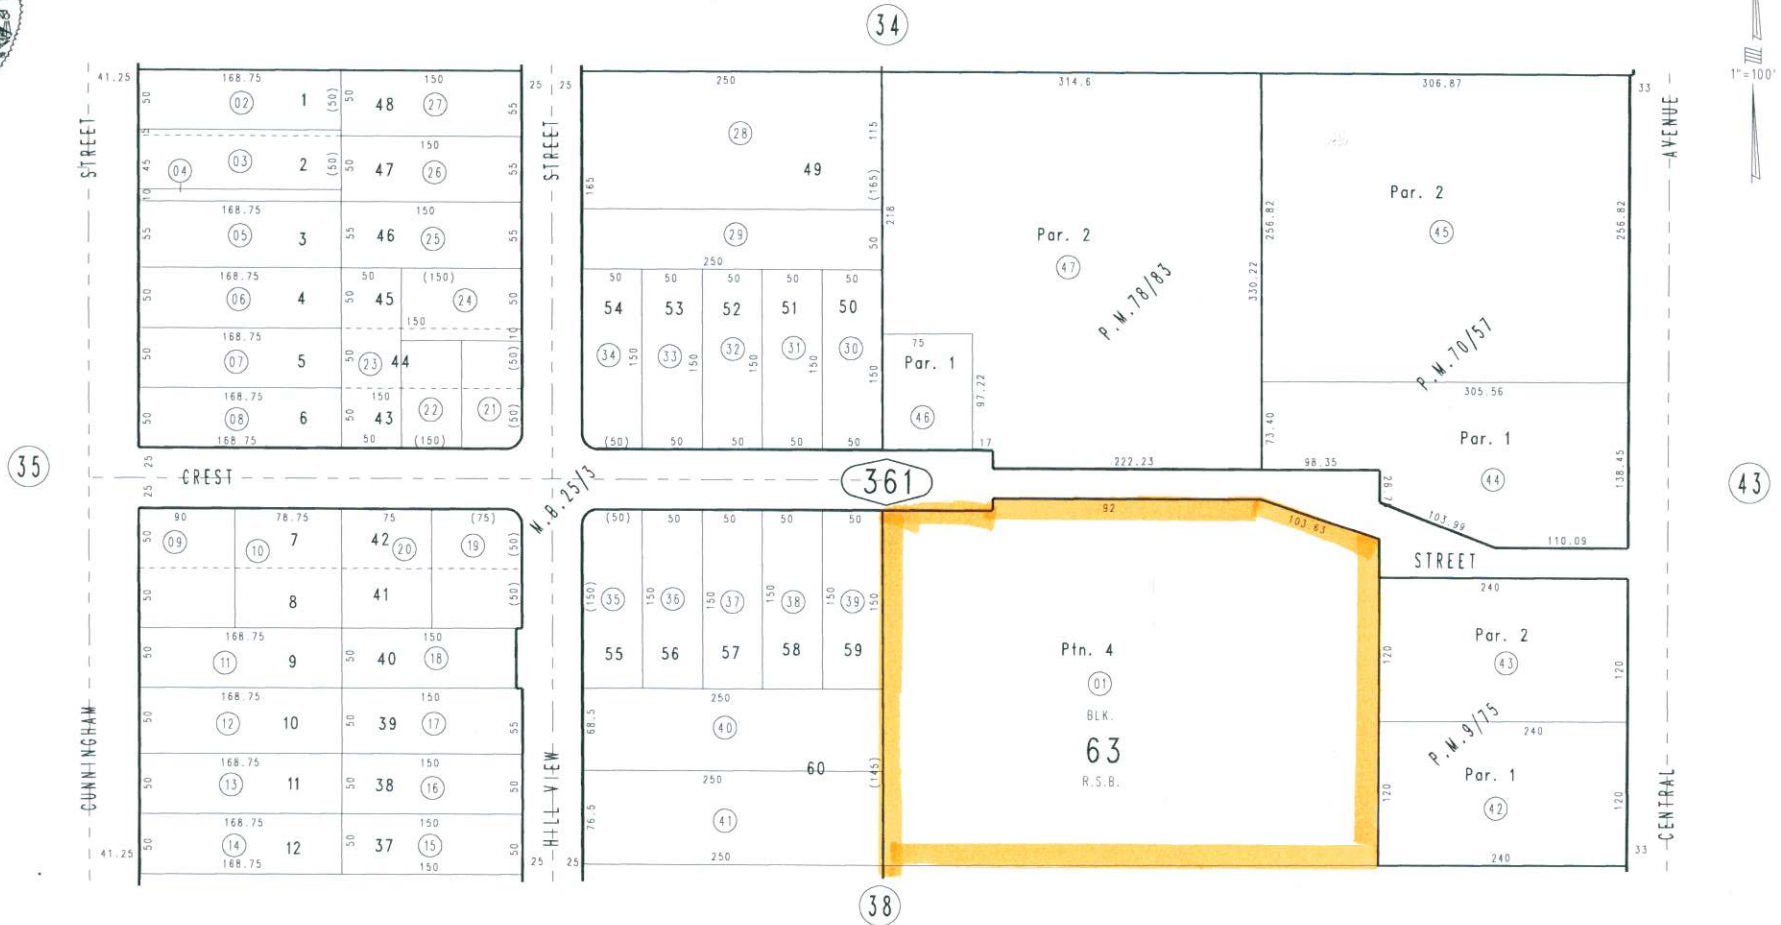 34
1"=100'
41.25 168.75 150 25 25 250 314.6 306.87 33
50 02 1 (50) 50 48 27 55
28 115
5 150
STREET STREET AVENUE
45 04 03 2 (50) 50 47 26 55 49
10 165 (165)
168.75 150 Par. 2
55 05 3 55 46 25 55 29 50 218 Par. 2 47 256.82 45 256.82
250
168.75 50 (150) 50 50 50 50 50
50 06 4 50 45 24 50 54 53 52 51 50 330.22
150 10 P.M.78/83
168.75 75
50 07 5 50 23 44 (50) 34 150 33 150 32 150 31 150 30 150 Par. 1 P.M.70/57
305.56
168.75 150 97.22
50 08 6 50 43 22 21 (50) 46 73.40 Par. 1 138.45
168.75 50 (150) (50) 50 50 50 50 17
35 25 CREST 361 222.23 98.35 44 43
25 M.B.25/3 26.7
90 78.75 75 (75) (50) 50 50 50 50 92 103.63 103.99 110.09
50 09 10 7 42 20 19 (50)
STREET
240
50 8 41 (50) (150) 35 150 36 150 37 150 38 150 39 150
168.75 150 Par. 2
50 11 9 50 40 18 55 56 57 58 59 Ptn. 4 120 43 120
01
168.75 150 250 BLK.
50 12 10 50 39 17 55 68.5 40 63 P.M.9/75 240
CUNNINGHAM HILL VIEW CENTRAL
168.75 150 250 60 (145) R.S.B. Par. 1
50 13 11 50 38 16 50 120 42 120
168.75 150 76.5 41
50 14 12 50 37 15 50
41.25 168.75 150 25 25 250 240 33
38